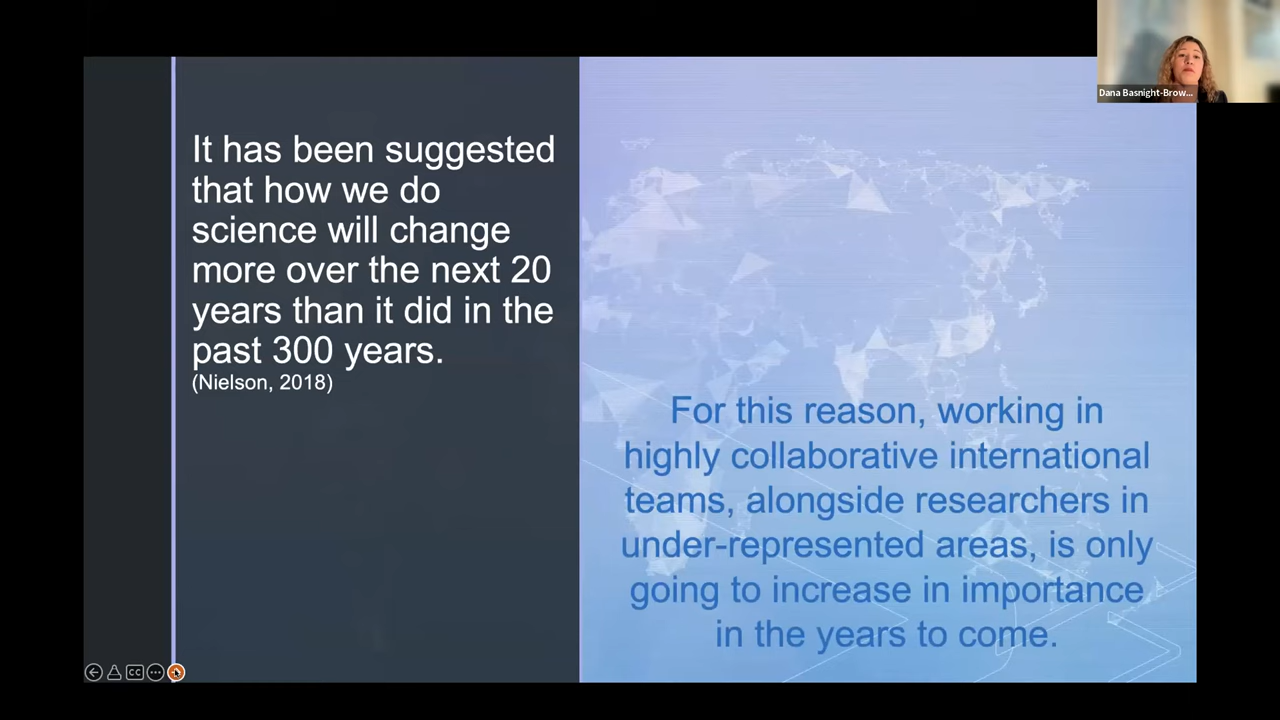 Dana Basnight-Brow...
It has been suggested
that how we do
science will change
more over the next 20
years than it did in the
past 300 years.
(Nielson, 2018)
For this reason, working in
highly collaborative international
teams, alongside researchers in
under-represented areas, is only
going to increase in importance
in the years to come.
CC